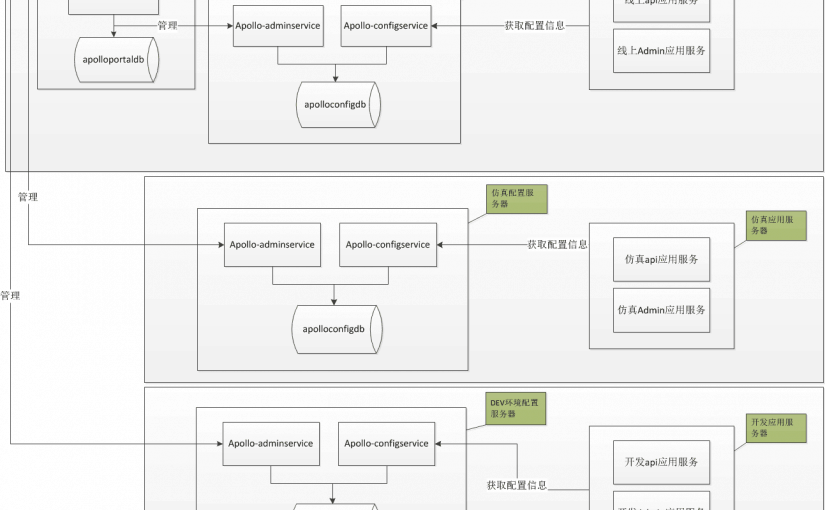 线上api应用服务
管理
Apollo-adminservice
Apollo-configservice
获取配置信息
线上Admin应用服务
apolloportaldb
apolloconfigdb
管理
仿真配置服
务器
仿真应用服
务器
Apollo-adminservice
Apollo-configservice
获取配置信息
仿真api应用服务
管理
仿真Admin应用服务
apolloconfigdb
DEV环境配置
服务器
开发应用服
务器
Apollo-adminservice
Apollo-configservice
开发api应用服务
获取配置信息